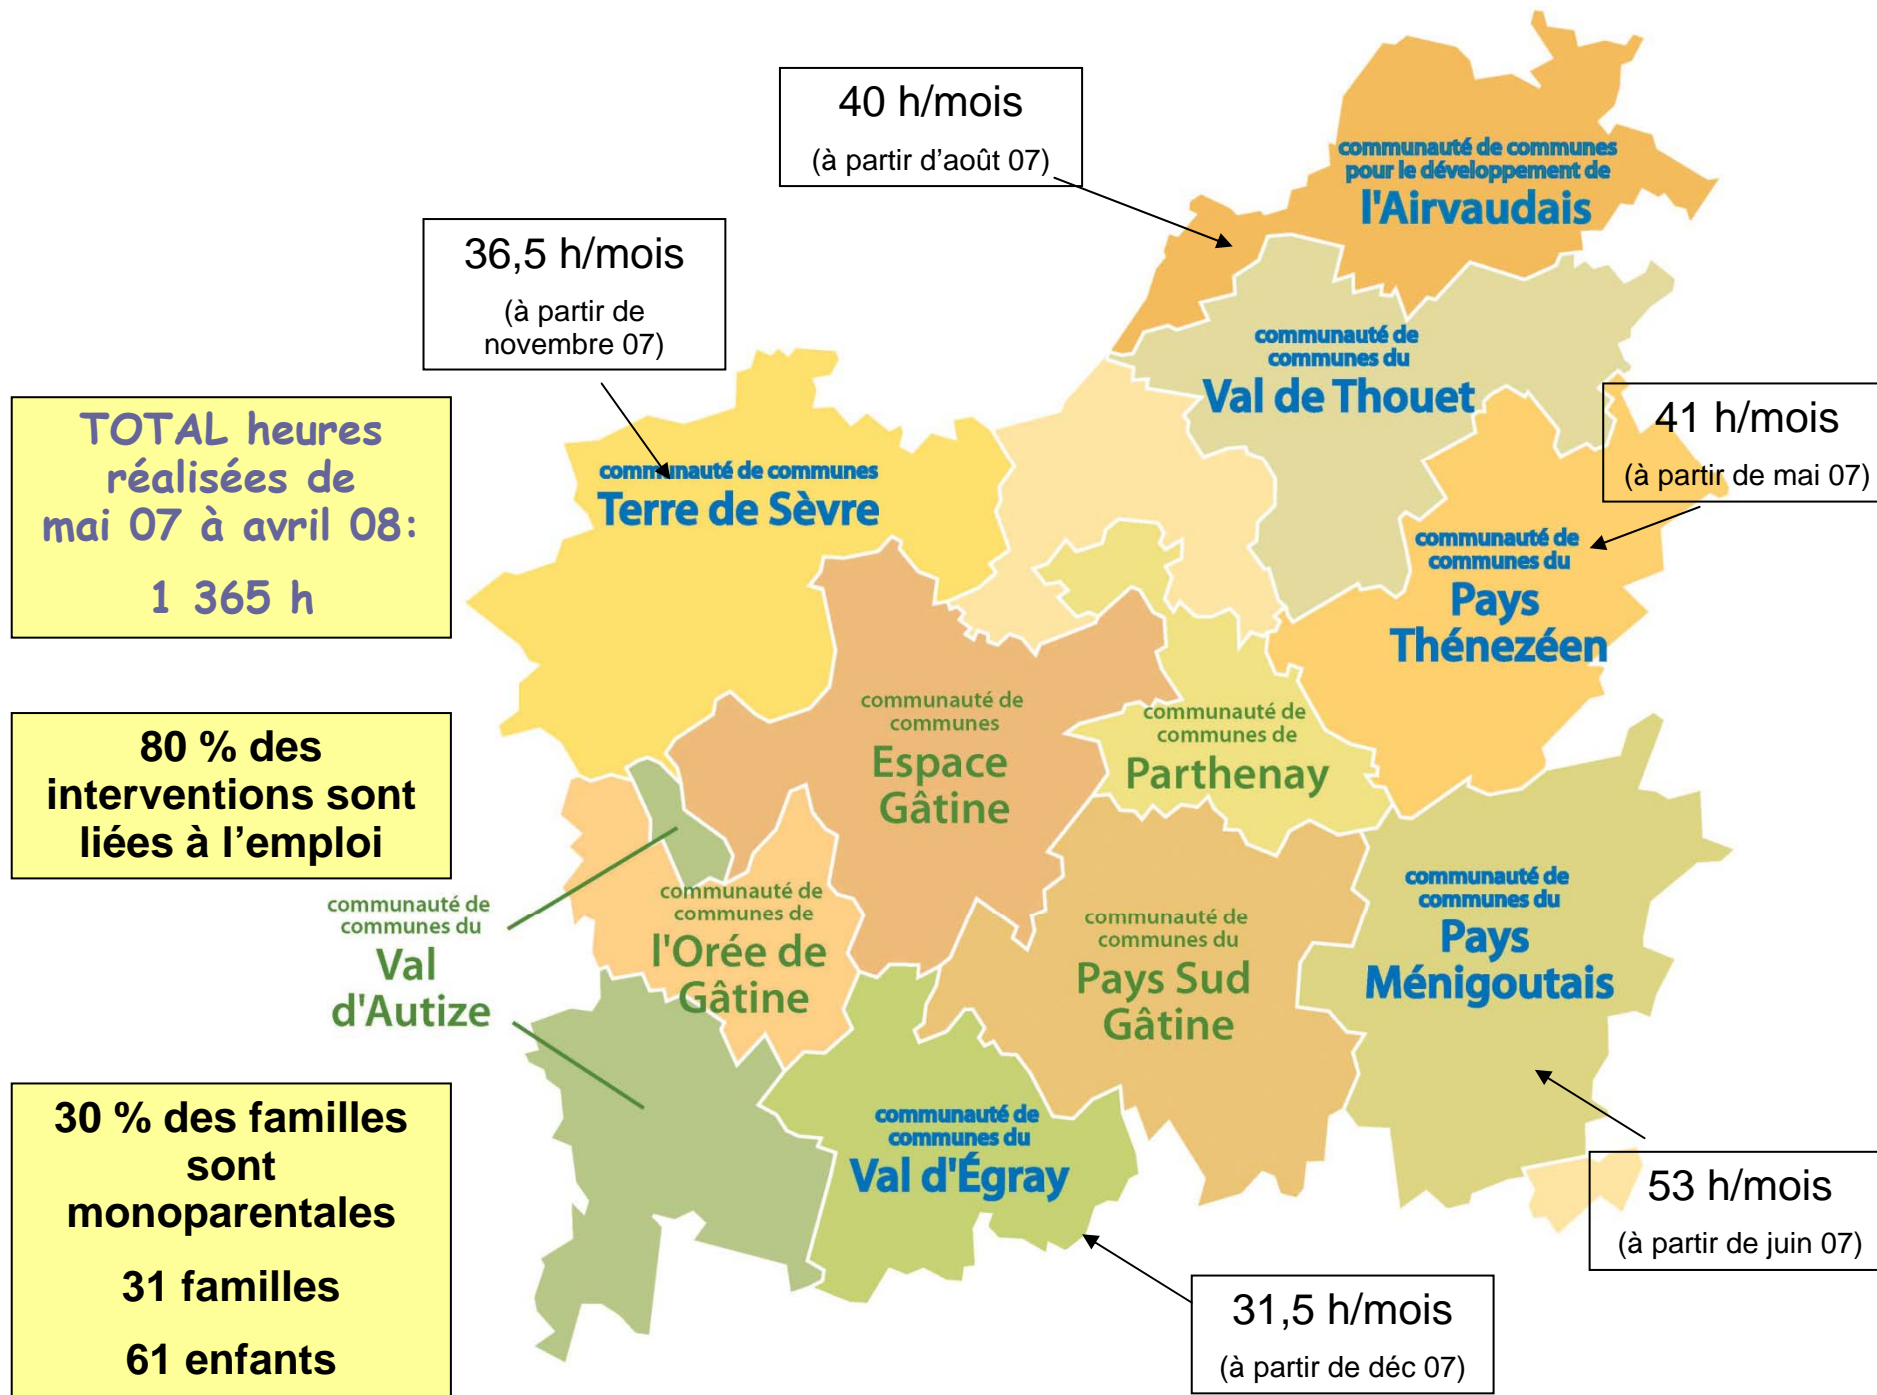 40 h/mois
(à partir d'août 07)
communauté de communes
pour le développement de
l'Airvaudais
36,5 h/mois
(à partir de
novembre 07)
communauté de
communes du
Val de Thouet
41 h/mois
(à partir de mai 07)
TOTAL heures
réalisées de
mai 07 à avril 08:
1 365 h
communauté de communes
Terre de Sèvre
communauté de
communes du
Pays
Thénezéen
communauté de
communes
Espace
Gâtine
communauté de
communes de
Parthenay
80 % des
interventions sont
liées à l'emploi
communauté de
communes du
Val
d'Autize
communauté de
communes de
l'Orée de
Gâtine
communauté de
communes du
Pays Sud
Gâtine
communauté de
communes du
Pays
Ménigoutais
30 % des familles
sont
monoparentales
31 familles
61 enfants
communauté de
communes du
Val d'Égray
53 h/mois
(à partir de juin 07)
31,5 h/mois
(à partir de déc 07)